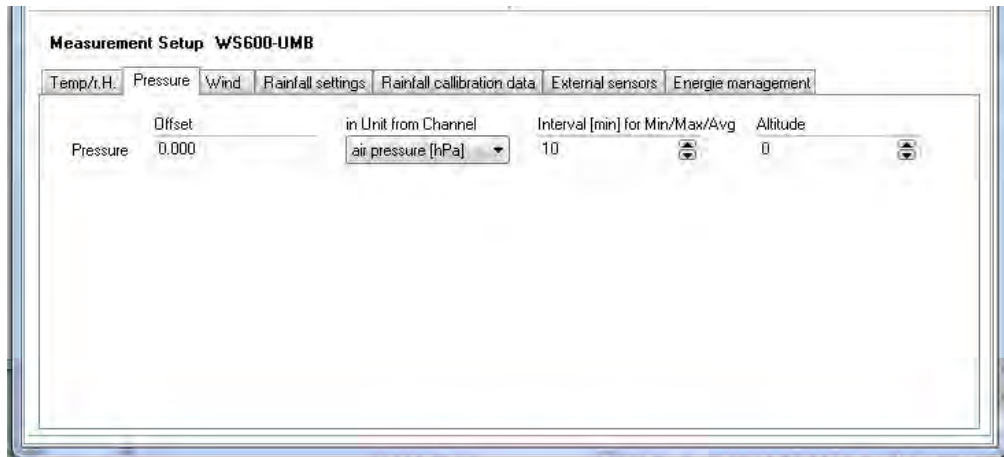 Measurement Setup WS600-UMB
Temp/r.H. Pressure Wind Rainfall settings Rainfall callibration data External sensors Energie management
Offset in Unit from Channel Interval [min] for Min/Max/Avg Altitude
Pressure 0.000 air pressure [hPa] 10 0